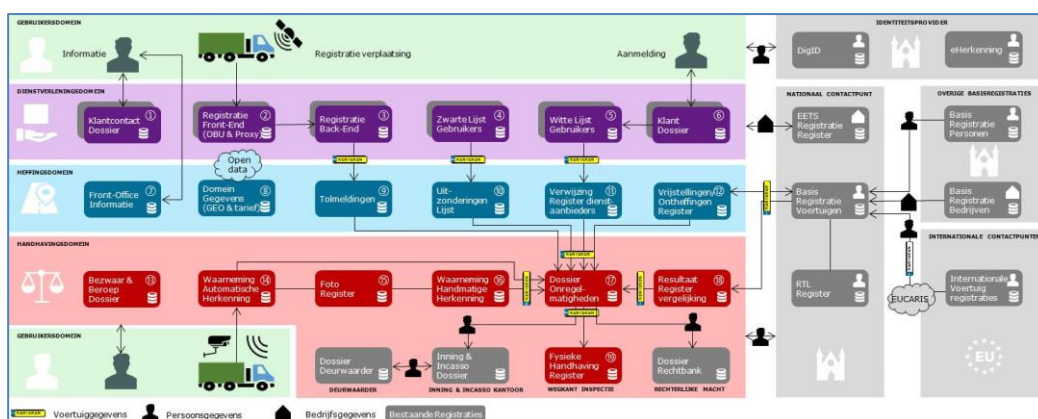 GEBRUIKERSDOMEIN
Informatie
Registratie verplaatsing
Aanmelding
IDENTITEITSPROVIDER
DigID
eHerkenning
DIENSTVERLENINGSDOMEIN
Klantcontact
Dossier
1
Registratie
Front-End
(OBU & Proxy)
2
Registratie
Back-End
3
Zwarte Lijst
Gebruikers
4
Witte Lijst
Gebruikers
5
Klant
Dossier
6
NATIONAAL CONTACTPUNT
EETS
Registratie
Register
OVERIGE BASISREGISTRATIES
Basis
Registratie
Personen
HEFFINGSDOMEIN
Front-Office
Informatie
7
Open
data
Domein
Gegevens
(GEO & tarief)
8
Tolmeldingen
9
Uit-
zonderingen
Lijst
10
Verwijzing
Register dienst-
aanbieders
11
Vrijstellingen/
Ontheffingen
Register
12
Basis
Registratie
Voertuigen
Basis
Registratie
Bedrijven
HANDHAVINGSDOMEIN
Bezwaar &
Beroep
Dossier
13
Waarneming
Automatische
Herkenning
14
Foto
Register
15
Waarneming
Handmatige
Herkenning
16
Dossier
Onregel-
matigheden
17
Resultaat
Register
vergelijking
18
RTL
Register
INTERNATIONALE CONTACTPUNTEN
EUCARIS
Internationale
Voertuig
registraties
EU
GEBRUIKERSDOMEIN
Dossier
Deurwaarder
Inning &
Incasso
Dossier
Fysieke
Handhaving
Register
19
Dossier
Rechtbank
DEURWAARDER
INNING & INCASSO KANTOOR
WEGKANT INSPECTIE
RECHTERLIJKE MACHT
Voertuiggegevens
Persoonsgegevens
Bedrijfsgegevens
Bestaande Registraties